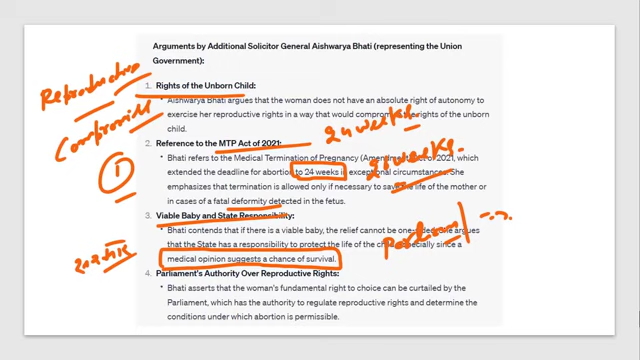 Arguments by Additional Solicitor General Aishwarya Bhati (representing the Union
Government):
1. Rights of the Unborn Child:
• Aishwarya Bhati argues that the woman does not have an absolute right of autonomy to
exercise her reproductive rights in a way that would compromise the rights of the unborn
child.
2. Reference to the MTP Act of 2021:
• Bhati refers to the Medical Termination of Pregnancy (Amendment) Act of 2021, which
extended the deadline for abortion to 24 weeks in exceptional circumstances. She
emphasizes that termination is allowed only if necessary to save the life of the mother or
in cases of a fatal deformity detected in the fetus.
3. Viable Baby and State Responsibility:
• Bhati contends that if there is a viable baby, the relief cannot be one-sided. She argues
that the State has a responsibility to protect the life of the child, especially since a
medical opinion suggests a chance of survival.
4. Parliament's Authority Over Reproductive Rights:
• Bhati asserts that the woman's fundamental right to choice can be curtailed by the
Parliament, which has the authority to regulate reproductive rights and determine the
conditions under which abortion is permissible.
Reproductive
Compromise
1
24 weeks
weeks.